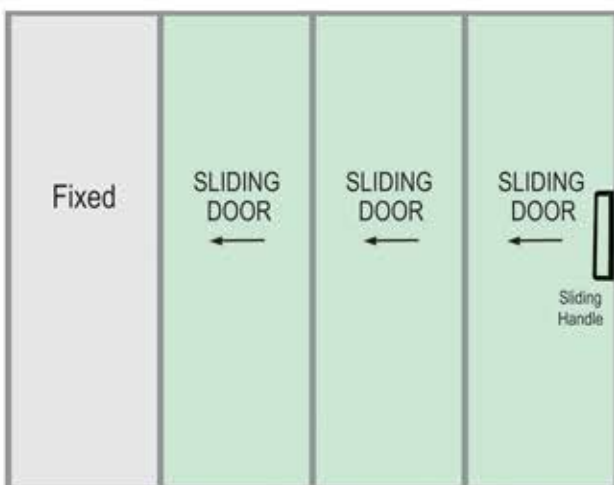 Fixed
SLIDING
DOOR
SLIDING
DOOR
SLIDING
DOOR
Sliding
Handle